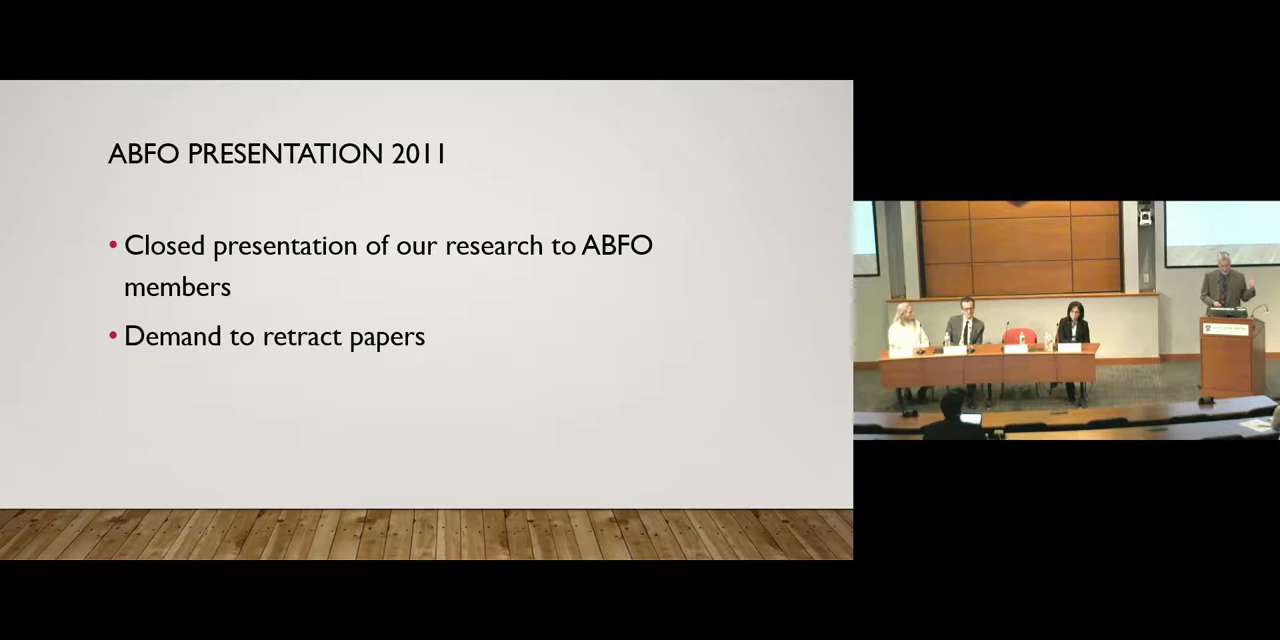 ABFO PRESENTATION 2011
• Closed presentation of our research to ABFO
members
• Demand to retract papers